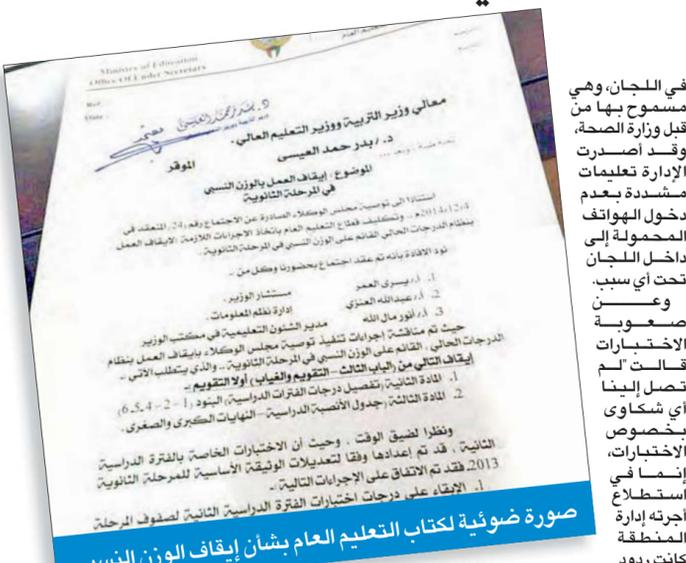 في اللجان، وهي
مسموح بها من
قبل وزارة الصحة،
وقد أصدرت
الإدارة تعليمات
مشددة بعدم
دخول الهواتف
المحمولة إلى
داخل اللجان
تحت أي سبب.
وعن
صعوبة
الاختبارات
قالت "لم
تصل إلينا
أي شكاوى
بخصوص
الاختبارات،
إنما في
استطلاع
أجرته إدارة
المنطقة
كانت ردود
Ministry of Education
Office Of Under Secretary
معالي وزير التربية ووزير التعليم العالي.
د./بدر حمد العيسى
الموقر
الموضوع : إيقاف العمل بالوزن النسبي
في المرحلة الثانوية
استنادا الى توصية مجلس الوكلاء الصادرة عن الاجتماع رقم (24) المنعقد في
2014/12/4م.، وتكليف قطاع التعليم العام باتخاذ الاجراءات اللازمة لايقاف العمل
بنظام الدرجات الحالي القائم على الوزن النسبي في المرحلة الثانوية..
نود الافادة بأنه تم عقد اجتماع بحضورنا وكل من :-
1. أ./يسرى العمر
مستشار الوزير.
2. أ./عبدالله العنزي
إدارة نظم المعلومات.
3. أ./أنور مال الله
مدير الشئون التعليمية في مكتب الوزير
حيث تم مناقشة إجراءات تنفيذ توصية مجلس الوكلاء بايقاف العمل بنظام
الدرجات الحالي، القائم على الوزن النسبي في المرحلة الثانوية .. والذي يتطلب الآتي :-
إيقاف التالي من (الباب الثالث – التقويم والغياب) أولا التقويم :-
1. المادة الثانية (تفصيل درجات الفترات الدراسية) البنود (1-2-4-5-6)
2. المادة الثالثة (جدول الأنصبة الدراسية – النهايات الكبرى والصغرى.
ونظرا لضيق الوقت ، وحيث أن الاختبارات الخاصة بالفترة الدراسية
الثانية ، قد تم إعدادها وفقا لتعديلات الوثيقة الأساسية للمرحلة الثانوية
2013. فقد تم الاتفاق على الإجراءات التالية :-
1. الإبقاء على درجات اختبارات الفترة الدراسية الثانية لصفوف المرحلة
صورة ضوئية لكتاب التعليم العام بشأن إيقاف الوزن النسبي